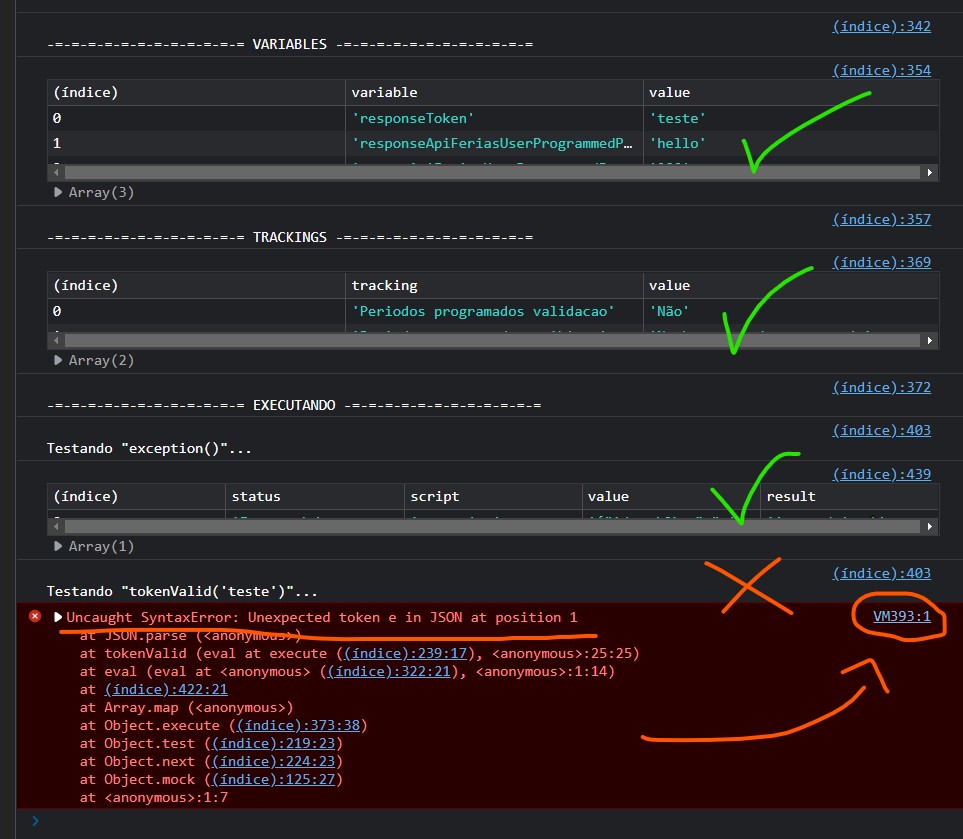 (índice):342
-=-=-=-=-=-=-=-=-=-=-=-= VARIABLES -=-=-=-=-=-=-=-=-=-=-=-=
(índice):354
(índice) variable value
0 'responseToken' 'teste'
1 'responseApiFeriasUserProgrammedP… 'hello'
Array(3)
(índice):357
-=-=-=-=-=-=-=-=-=-=-=-= TRACKINGS -=-=-=-=-=-=-=-=-=-=-=-=
(índice):369
(índice) tracking value
0 'Periodos programados validacao' 'Não'
Array(2)
(índice):372
-=-=-=-=-=-=-=-=-=-=-=-= EXECUTANDO -=-=-=-=-=-=-=-=-=-=-=-=
(índice):403
Testando "exception()"...
(índice):439
(índice) status script value result
Array(1)
(índice):403
Testando "tokenValid('teste')"...
Uncaught SyntaxError: Unexpected token e in JSON at position 1 VM393:1
at JSON.parse (<anonymous>)
at tokenValid (eval at execute ((índice):239:17), <anonymous>:25:25)
at eval (eval at <anonymous> ((índice):322:21), <anonymous>:1:14)
at (índice):422:21
at Array.map (<anonymous>)
at Object.execute ((índice):373:38)
at Object.test ((índice):219:23)
at Object.next ((índice):224:23)
at Object.mock ((índice):125:27)
at <anonymous>:1:7